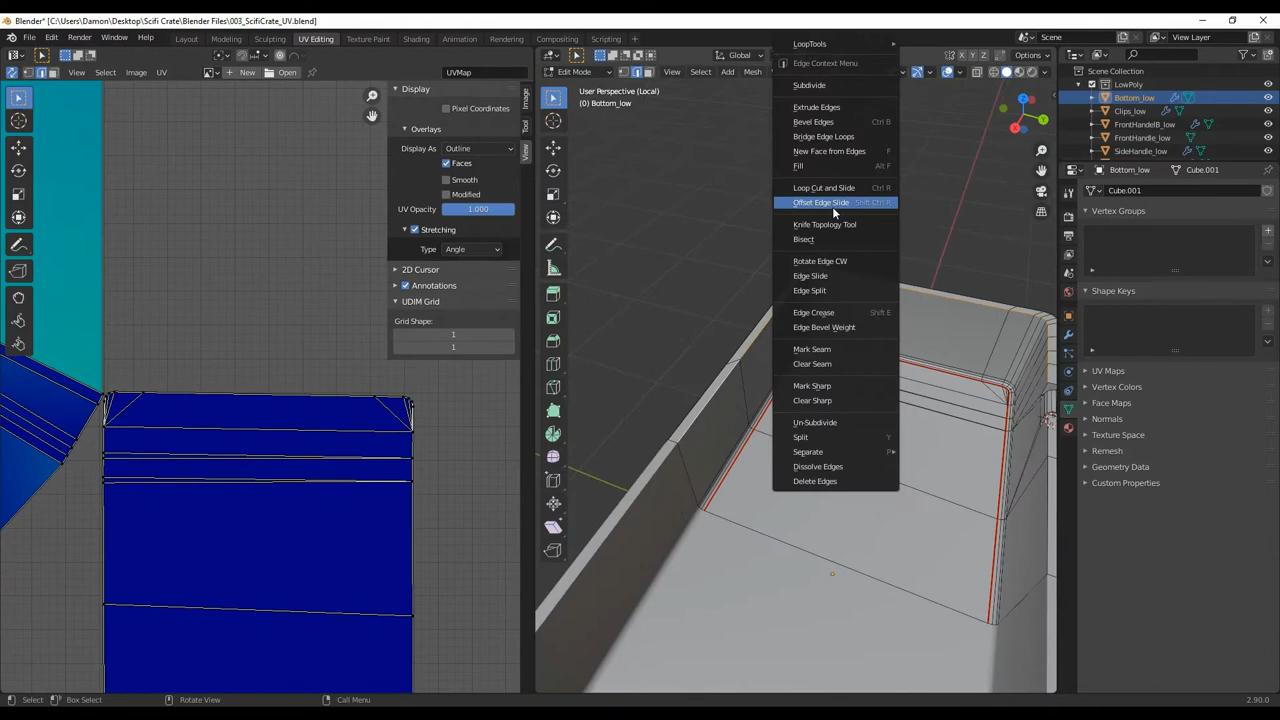 Blender* [C:\Users\Damon\Desktop\Scifi Crate\Blender Files\003_ScifiCrate_UV.blend]
File Edit Render Window Help Layout Modeling Sculpting UV Editing Texture Paint Shading Animation Rendering Compositing Scripting Scene View Layer
View Select Image UV New Open UVMap Global Options
Edit Mode View Select Add Mesh
Display
Pixel Coordinates
Overlays
Display As Outline
Faces
Smooth
Modified
UV Opacity 1.000
Stretching
Type Angle
2D Cursor
Annotations
UDIM Grid
Grid Shape:
1
1
Image
Tool
View
User Perspective (Local)
(0) Bottom_low
LoopTools
Edge Context Menu
Subdivide
Extrude Edges
Bevel Edges Ctrl B
Bridge Edge Loops
New Face from Edges F
Fill Alt F
Loop Cut and Slide Ctrl R
Offset Edge Slide Shift Ctrl R
Knife Topology Tool
Bisect
Rotate Edge CW
Edge Slide
Edge Split
Edge Crease Shift E
Edge Bevel Weight
Mark Seam
Clear Seam
Mark Sharp
Clear Sharp
Un-Subdivide
Split Y
Separate P
Dissolve Edges
Delete Edges
X Y Z
Scene Collection
LowPoly
Bottom_low
Clips_low
FrontHandelB_low
FrontHandle_low
SideHandle_low
Bottom_low Cube.001
Cube.001
Vertex Groups
Shape Keys
UV Maps
Vertex Colors
Face Maps
Normals
Texture Space
Remesh
Geometry Data
Custom Properties
Select Box Select Rotate View Call Menu 2.90.0